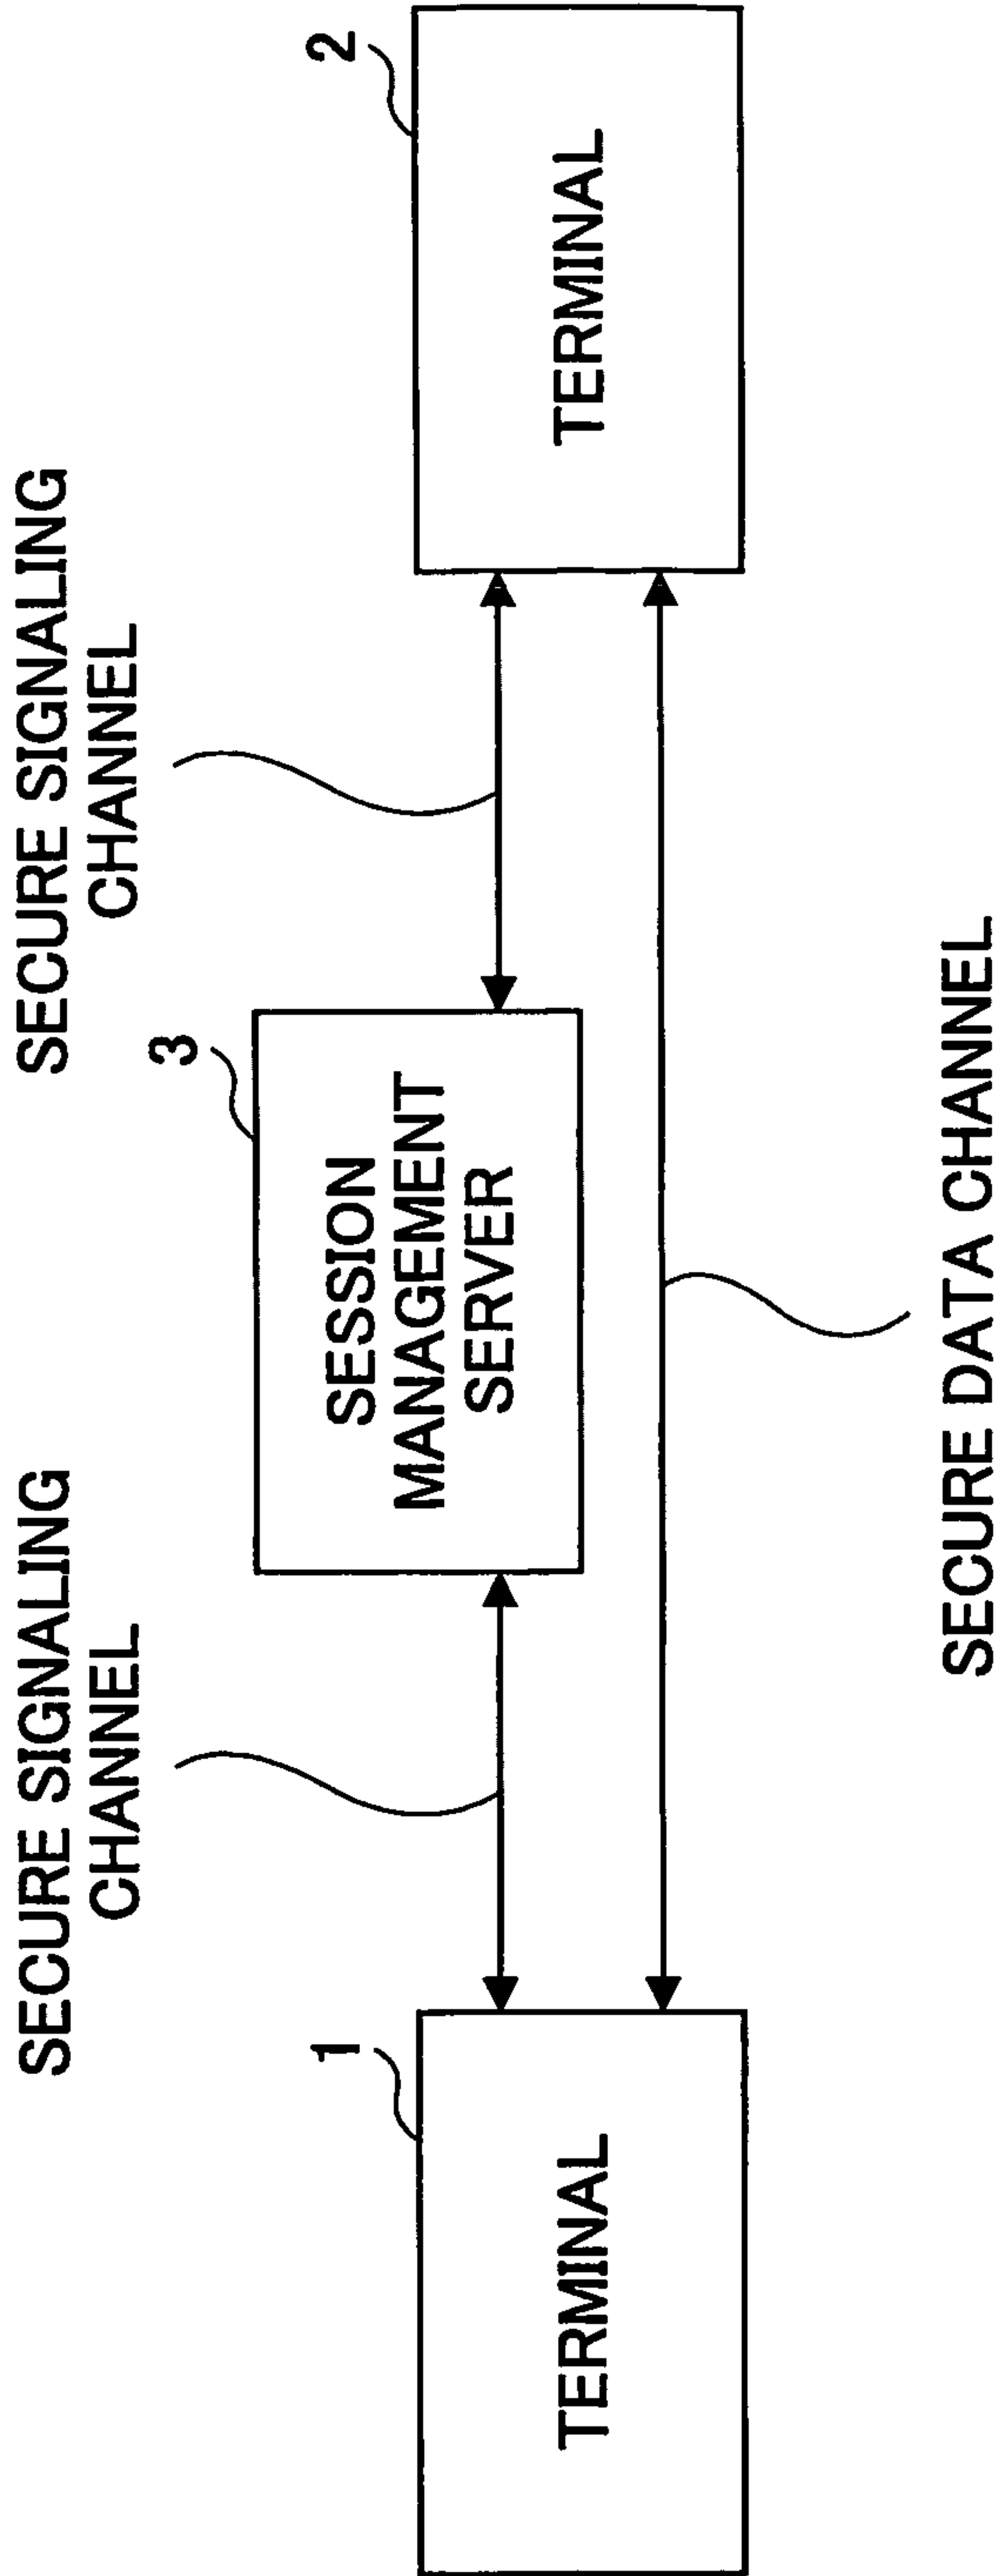 SECURE SIGNALING
CHANNEL
SECURE SIGNALING
CHANNEL
3
SESSION
MANAGEMENT
SERVER
1
TERMINAL
2
TERMINAL
SECURE DATA CHANNEL